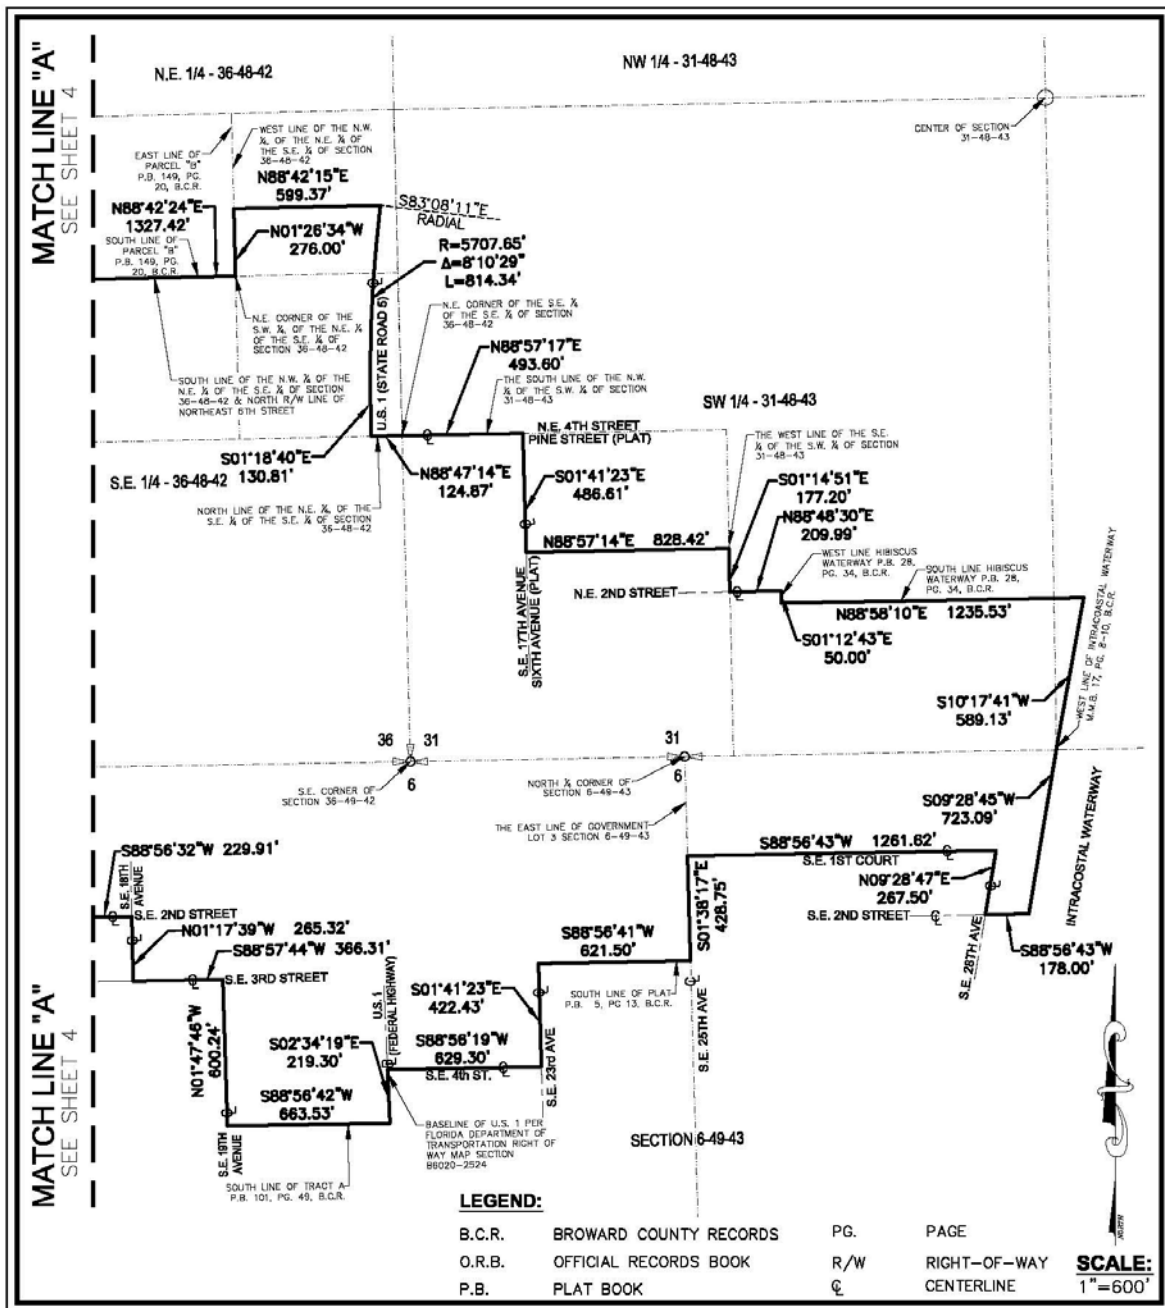 MATCH LINE "A"
SEE SHEET 4
N.E. 1/4 - 36-48-42
NW 1/4 - 31-48-43
CENTER OF SECTION
31-48-43
EAST LINE OF
PARCEL "B"
P.B. 149, PG.
20, B.C.R.
WEST LINE OF THE N.W.
¼, OF THE N.E. ¼ OF
THE S.E. ¼ OF SECTION
36-48-42
N88°42'15"E
599.37'
N88°42'24"E
1327.42'
SOUTH LINE OF
PARCEL "B"
P.B. 149, PG.
20, B.C.R.
N01°26'34"W
276.00'
S83°08'11"E
RADIAL
R=5707.65'
Δ=8°10'29"
L=814.34'
N.E. CORNER OF THE
S.W. ¼, OF THE N.E. ¼
OF THE S.E. ¼ OF
SECTION 36-48-42
U.S. 1 (STATE ROAD 5)
N.E. CORNER OF THE S.E. ¼
OF THE S.E. ¼ OF SECTION
36-48-42
N88°57'17"E
493.60'
SOUTH LINE OF THE N.W. ¼ OF THE
N.E. ¼ OF THE S.E. ¼ OF SECTION
36-48-42 & NORTH R/W LINE OF
NORTHEAST 6TH STREET
THE SOUTH LINE OF THE N.W.
¼ OF THE S.W. ¼ OF SECTION
31-48-43
SW 1/4 - 31-48-43
N.E. 4TH STREET
PINE STREET (PLAT)
THE WEST LINE OF THE S.E.
¼ OF THE S.W. ¼ OF SECTION
31-48-43
S01°18'40"E
130.81'
S.E. 1/4 - 36-48-42
N88°47'14"E
124.87'
S01°41'23"E
486.61'
S01°14'51"E
177.20'
N88°48'30"E
209.99'
NORTH LINE OF THE N.E. ¼, OF THE
S.E. ¼ OF THE S.E. ¼ OF SECTION
36-48-42
N88°57'14"E 828.42'
WEST LINE HIBISCUS
WATERWAY P.B. 28,
PG. 34, B.C.R.
SOUTH LINE HIBISCUS
WATERWAY P.B. 28,
PG. 34, B.C.R.
N.E. 2ND STREET
N88°58'10"E 1235.53'
S01°12'43"E
50.00'
S.E. 17TH AVENUE
SIXTH AVENUE (PLAT)
WEST LINE OF INTRACOASTAL WATERWAY
M.M.B. 17, PG. 8-10, B.C.R.
S10°17'41"W
589.13'
36 31
6
31
6
S.E. CORNER OF
SECTION 36-49-42
NORTH ¼ CORNER OF
SECTION 6-49-43
THE EAST LINE OF GOVERNMENT
LOT 3 SECTION 6-49-43
S09°28'45"W
723.09'
INTRACOSTAL WATERWAY
S88°56'32"W 229.91'
S.E. 18TH
AVENUE
S88°56'43"W 1261.62'
S.E. 1ST COURT
N09°28'47"E
267.50'
S01°38'17"E
428.75'
S.E. 2ND STREET
S.E. 2ND STREET
N01°17'39"W 265.32'
S88°57'44"W 366.31'
S88°56'41"W
621.50'
S88°56'43"W
178.00'
S.E. 28TH AVE
S.E. 3RD STREET
MATCH LINE "A"
SEE SHEET 4
N01°47'46"W
600.24'
U.S. 1
(FEDERAL HIGHWAY)
S01°41'23"E
422.43'
SOUTH LINE OF PLAT
P.B. 5, PG 13, B.C.R.
S02°34'19"E
219.30'
S88°56'19"W
629.30'
S.E. 4th ST.
S.E. 23rd AVE
S.E. 25TH AVE
S88°56'42"W
663.53'
S.E. 19TH
AVENUE
BASELINE OF U.S. 1 PER
FLORIDA DEPARTMENT OF
TRANSPORTATION RIGHT OF
WAY MAP SECTION
86020-2524
SECTION 6-49-43
SOUTH LINE OF TRACT A
P.B. 101, PG. 49, B.C.R.
NORTH
LEGEND:
B.C.R. BROWARD COUNTY RECORDS PG. PAGE
O.R.B. OFFICIAL RECORDS BOOK R/W RIGHT-OF-WAY
P.B. PLAT BOOK ℄ CENTERLINE
SCALE:
1"=600'